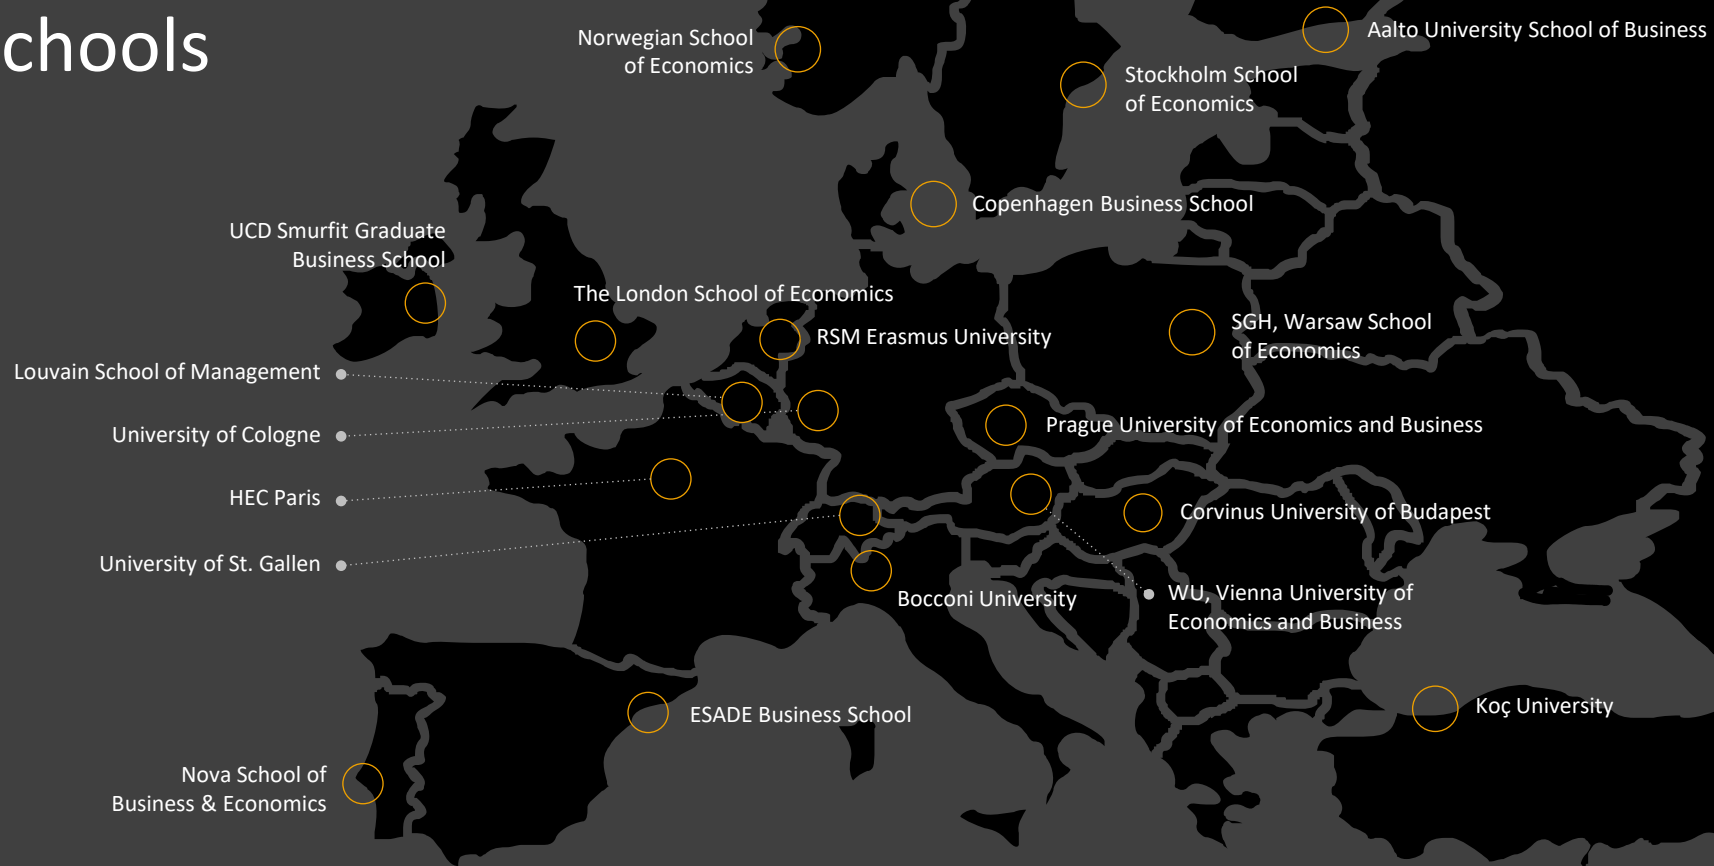 chools
Norwegian School
of Economics
Aalto University School of Business
Stockholm School
of Economics
Copenhagen Business School
UCD Smurfit Graduate
Business School
The London School of Economics
RSM Erasmus University
SGH, Warsaw School
of Economics
Louvain School of Management
University of Cologne
Prague University of Economics and Business
HEC Paris
Corvinus University of Budapest
University of St. Gallen
Bocconi University
WU, Vienna University of
Economics and Business
ESADE Business School
Koç University
Nova School of
Business & Economics